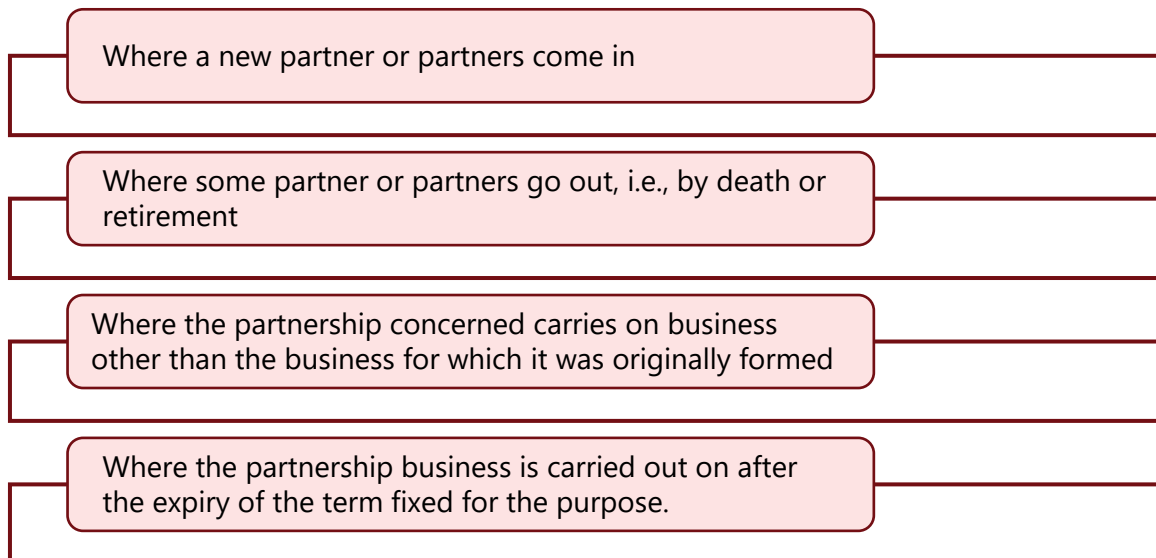 Where a new partner or partners come in
Where some partner or partners go out, i.e., by death or
retirement
Where the partnership concerned carries on business
other than the business for which it was originally formed
Where the partnership business is carried out on after
the expiry of the term fixed for the purpose.